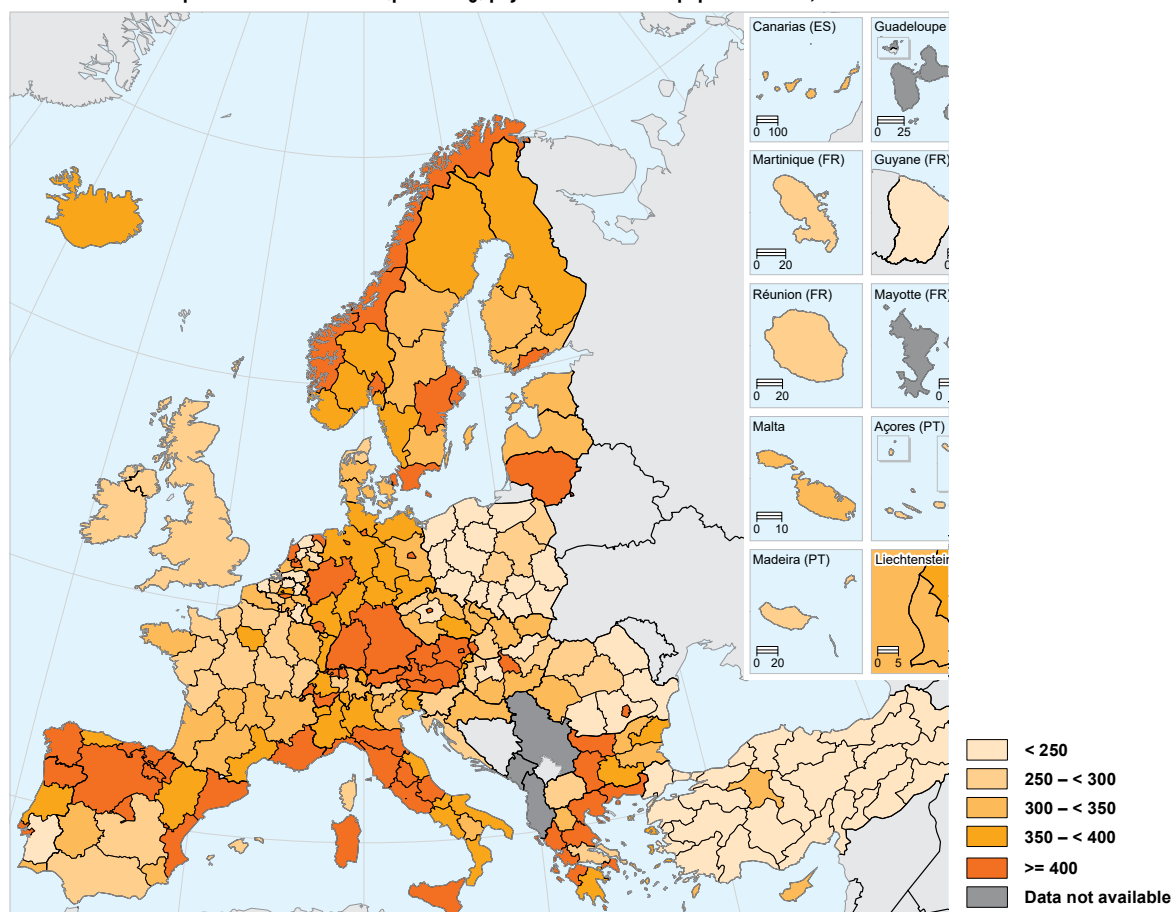 Canarias (ES)
0 100
Guadeloupe
0 25
Martinique (FR)
0 20
Guyane (FR)
0
Réunion (FR)
0 20
Mayotte (FR)
0
Malta
0 10
Açores (PT)
Madeira (PT)
0 20
Liechtenstein
0 5
< 250
250 – < 300
300 – < 350
350 – < 400
>= 400
Data not available